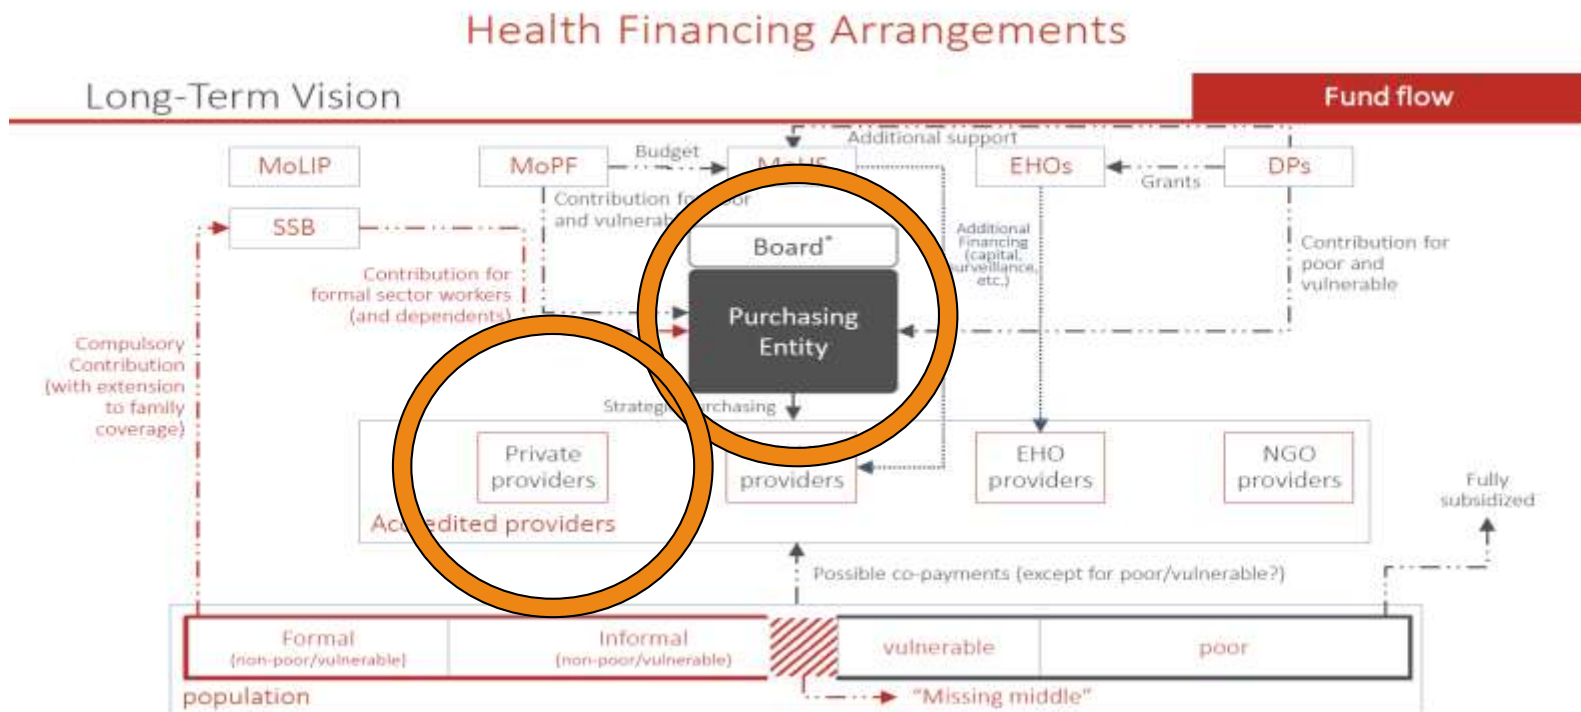 Health Financing Arrangements
Long-Term Vision
Fund flow
Additional support
MoLIP
MoPF
Budget
EHOs
Grants
DPs
SSB
Contribution for
and
Board*
Additional
Financing
(capital,
etc.)
Contribution for
poor and
vulnerable
Contribution for
formal sector workers
(and dependents)
Purchasing
Entity
Compulsory
Contribution
(with extension
to family
coverage)
Private
providers
providers
EHO
providers
NGO
providers
providers
Fully
subsidized
Possible co-payments (except for poor/vulnerable?)
Formal
(non-poor/vulnerable)
Informal
(non-poor/vulnerable)
vulnerable
poor
population
"Missing middle"